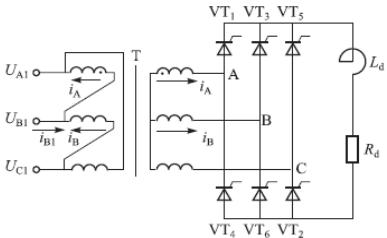 VT1 VT3 VT5
T
UA1
iA
iA
A
Ld
UB1
iB1
iB
iB
B
Rd
UC1
C
VT4 VT6 VT2